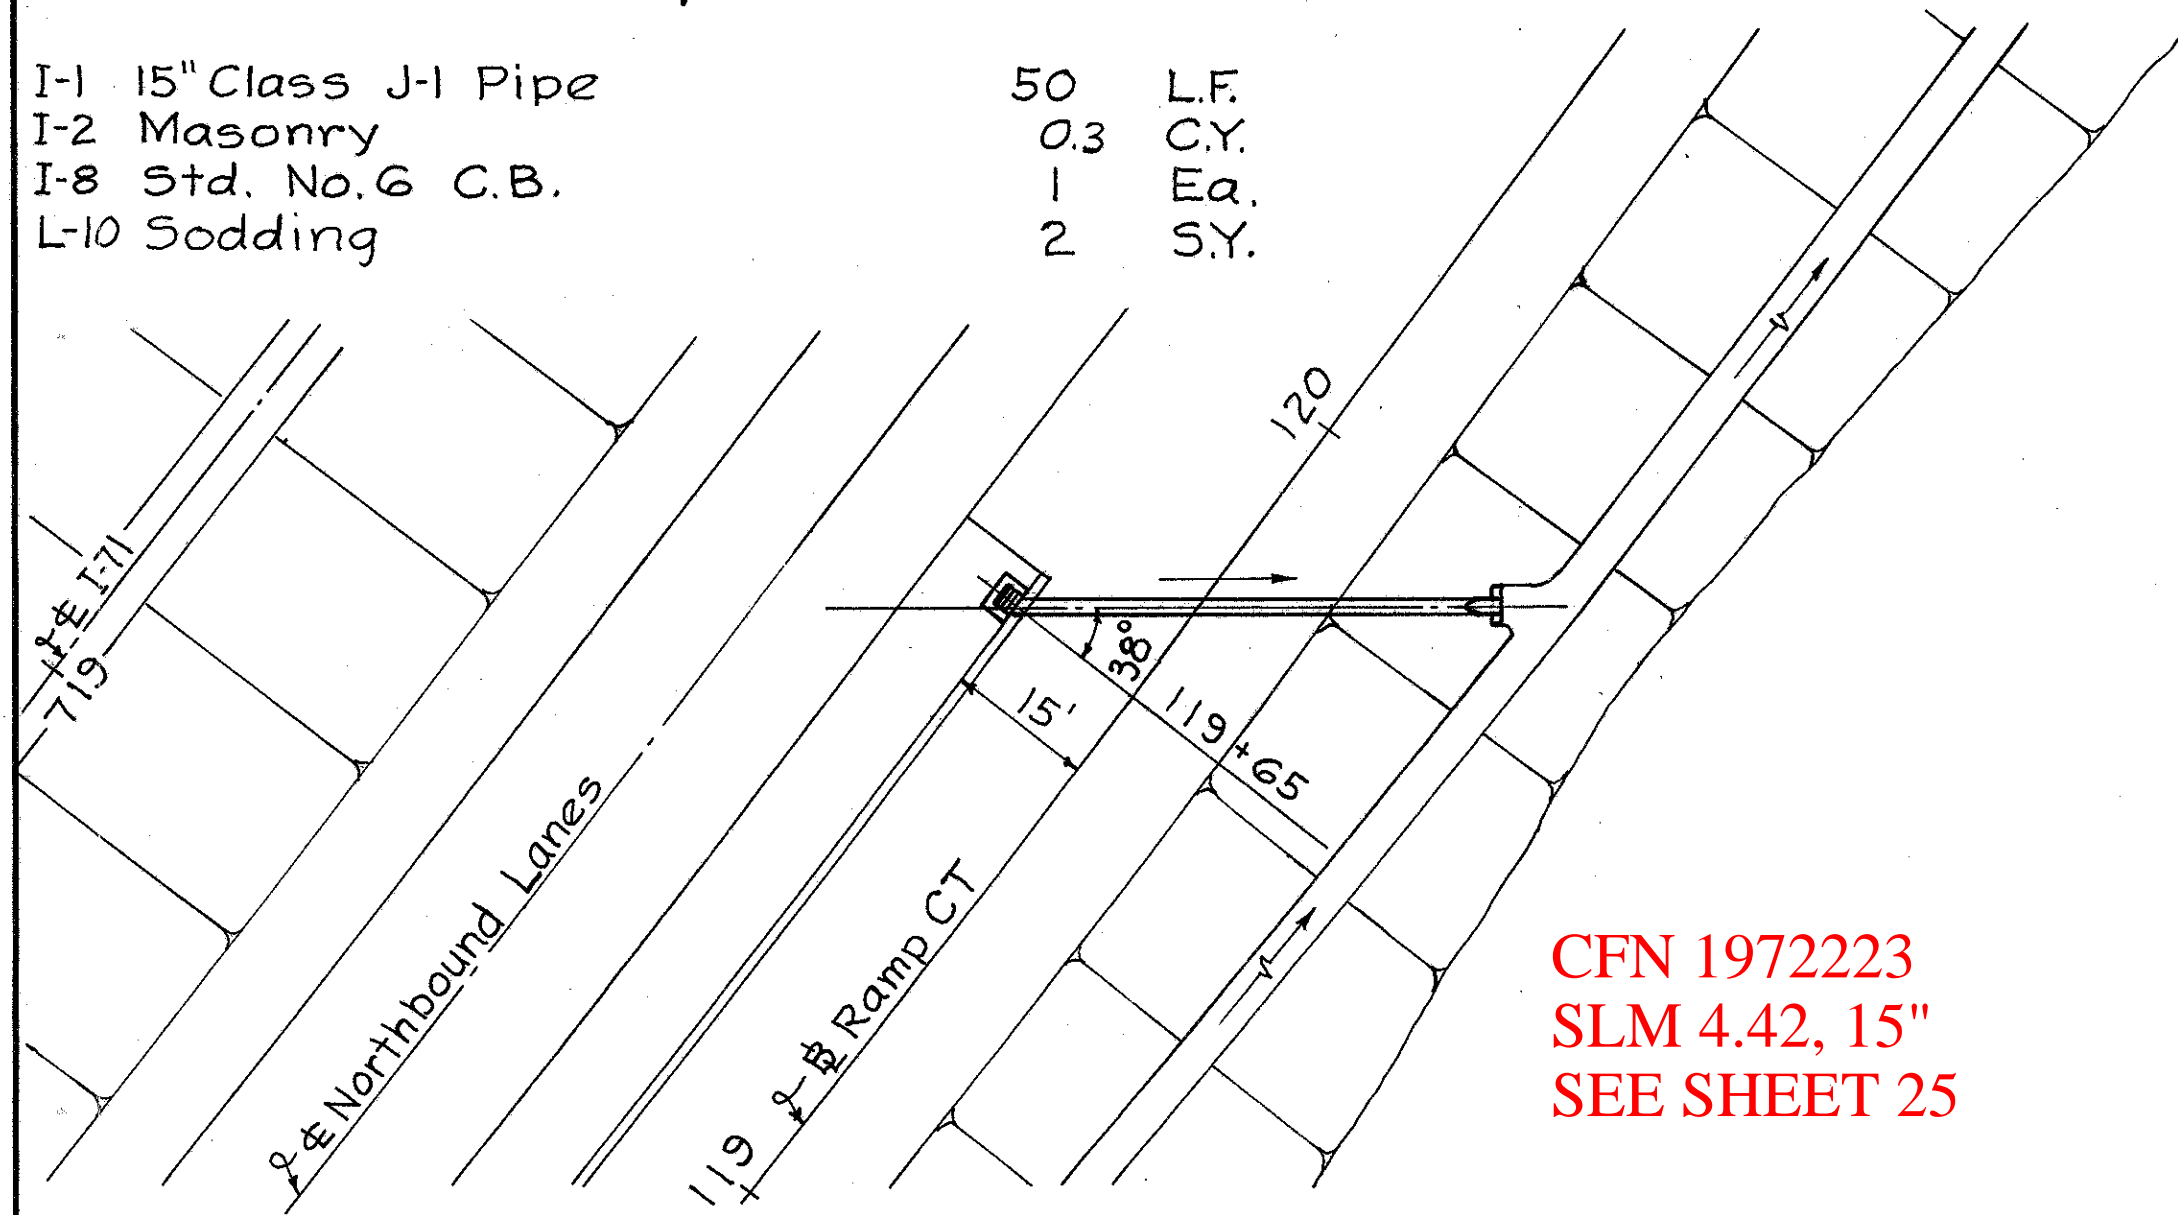 I-1 15" Class J-1 Pipe 50 L.F.
I-2 Masonry 0.3 C.Y.
I-8 Std. No. 6 C.B. 1 Ea.
L-10 Sodding 2 S.Y.
120
℄ I-71
719
38°
15'
119+65
℄ Northbound Lanes
℄ Ramp CT
119
CFN 1972223
SLM 4.42, 15"
SEE SHEET 25